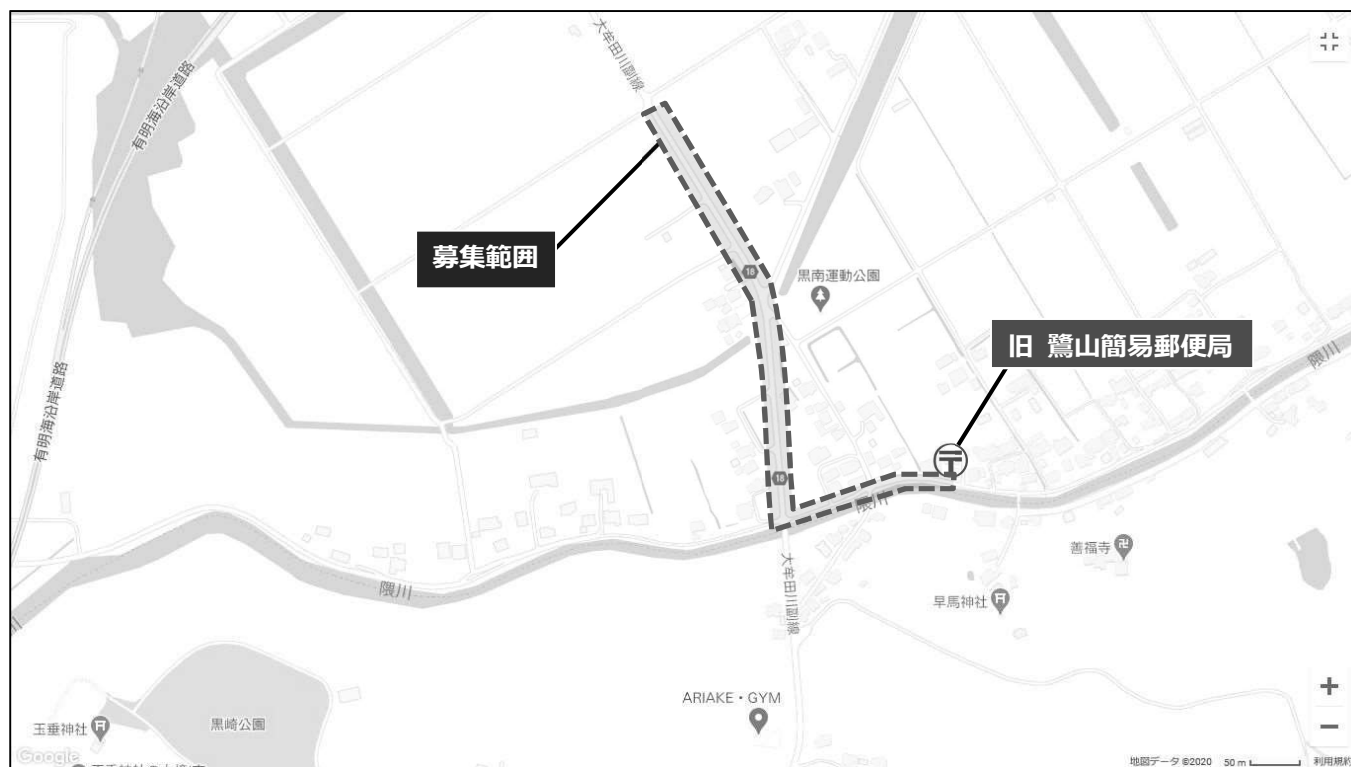 大牟田川副線
有明海沿岸道路
募集範囲
18
黒南運動公園
旧 鷺山簡易郵便局
隈川
有明海沿岸道路
18
隈川
善福寺
大牟田川副線
早馬神社
隈川
ARIAKE・GYM
玉垂神社
黒崎公園
Google
地図データ ©2020 50 m 利用規約